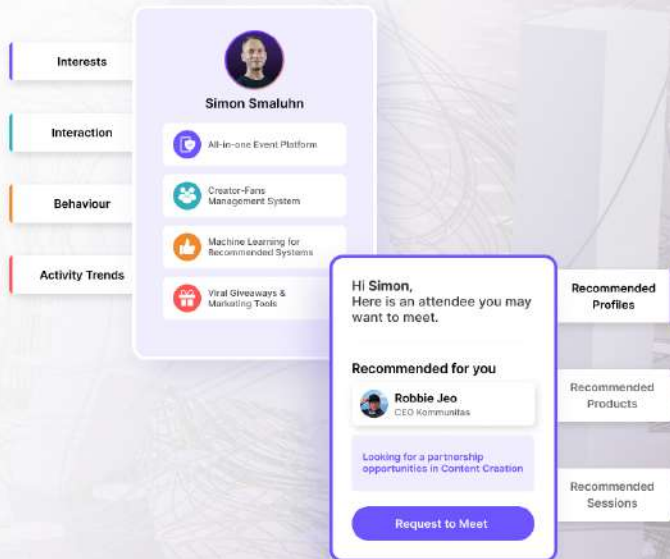 Interests
Interaction
Behaviour
Activity Trends
Simon Smaluhn
All-in-one Event Platform
Creator-Fans
Management System
Machine Learning for
Recommended Systems
Viral Giveaways &
Marketing Tools
Hi Simon,
Here is an attendee you may
want to meet.
Recommended for you
Robbie Jeo
CEO Kommunitas
Looking for a partnership
opportunities in Content Creation
Request to Meet
Recommended
Profiles
Recommended
Products
Recommended
Sessions